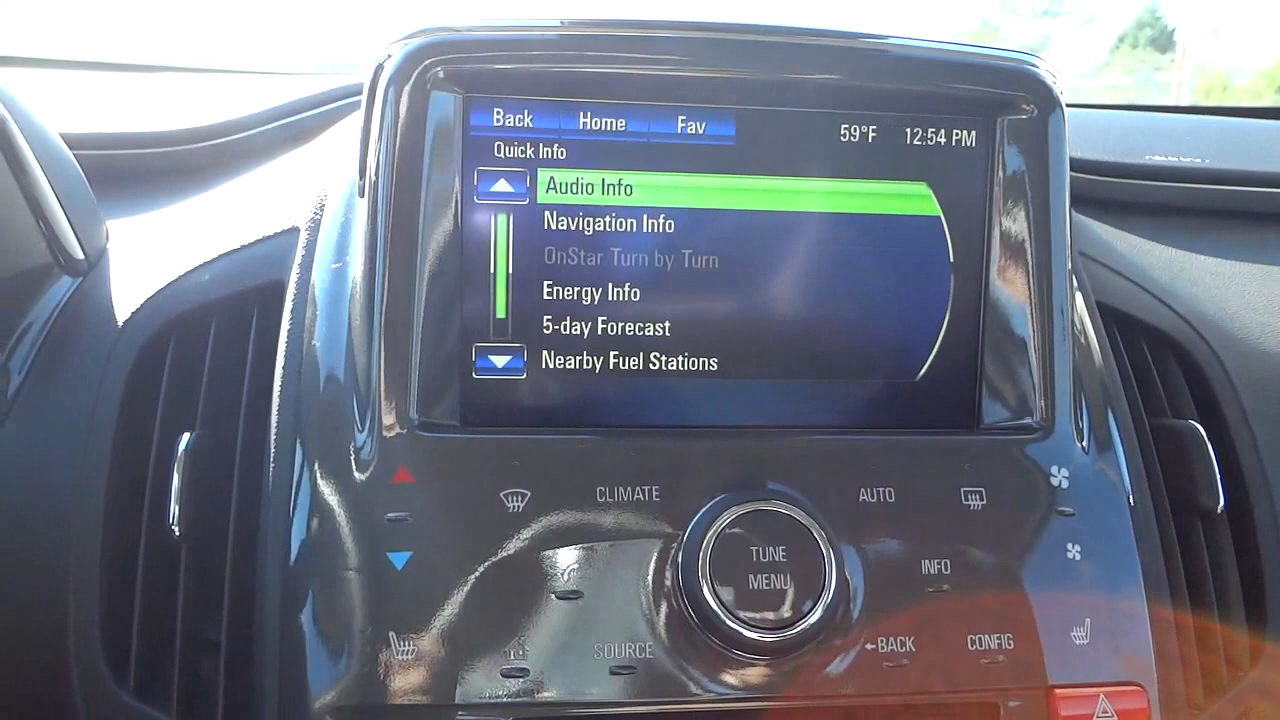 Back Home Fav 59°F 12:54 PM
Quick Info
Audio Info
Navigation Info
OnStar Turn by Turn
Energy Info
5-day Forecast
Nearby Fuel Stations
CLIMATE AUTO
TUNE
MENU
INFO
SOURCE ←BACK CONFIG